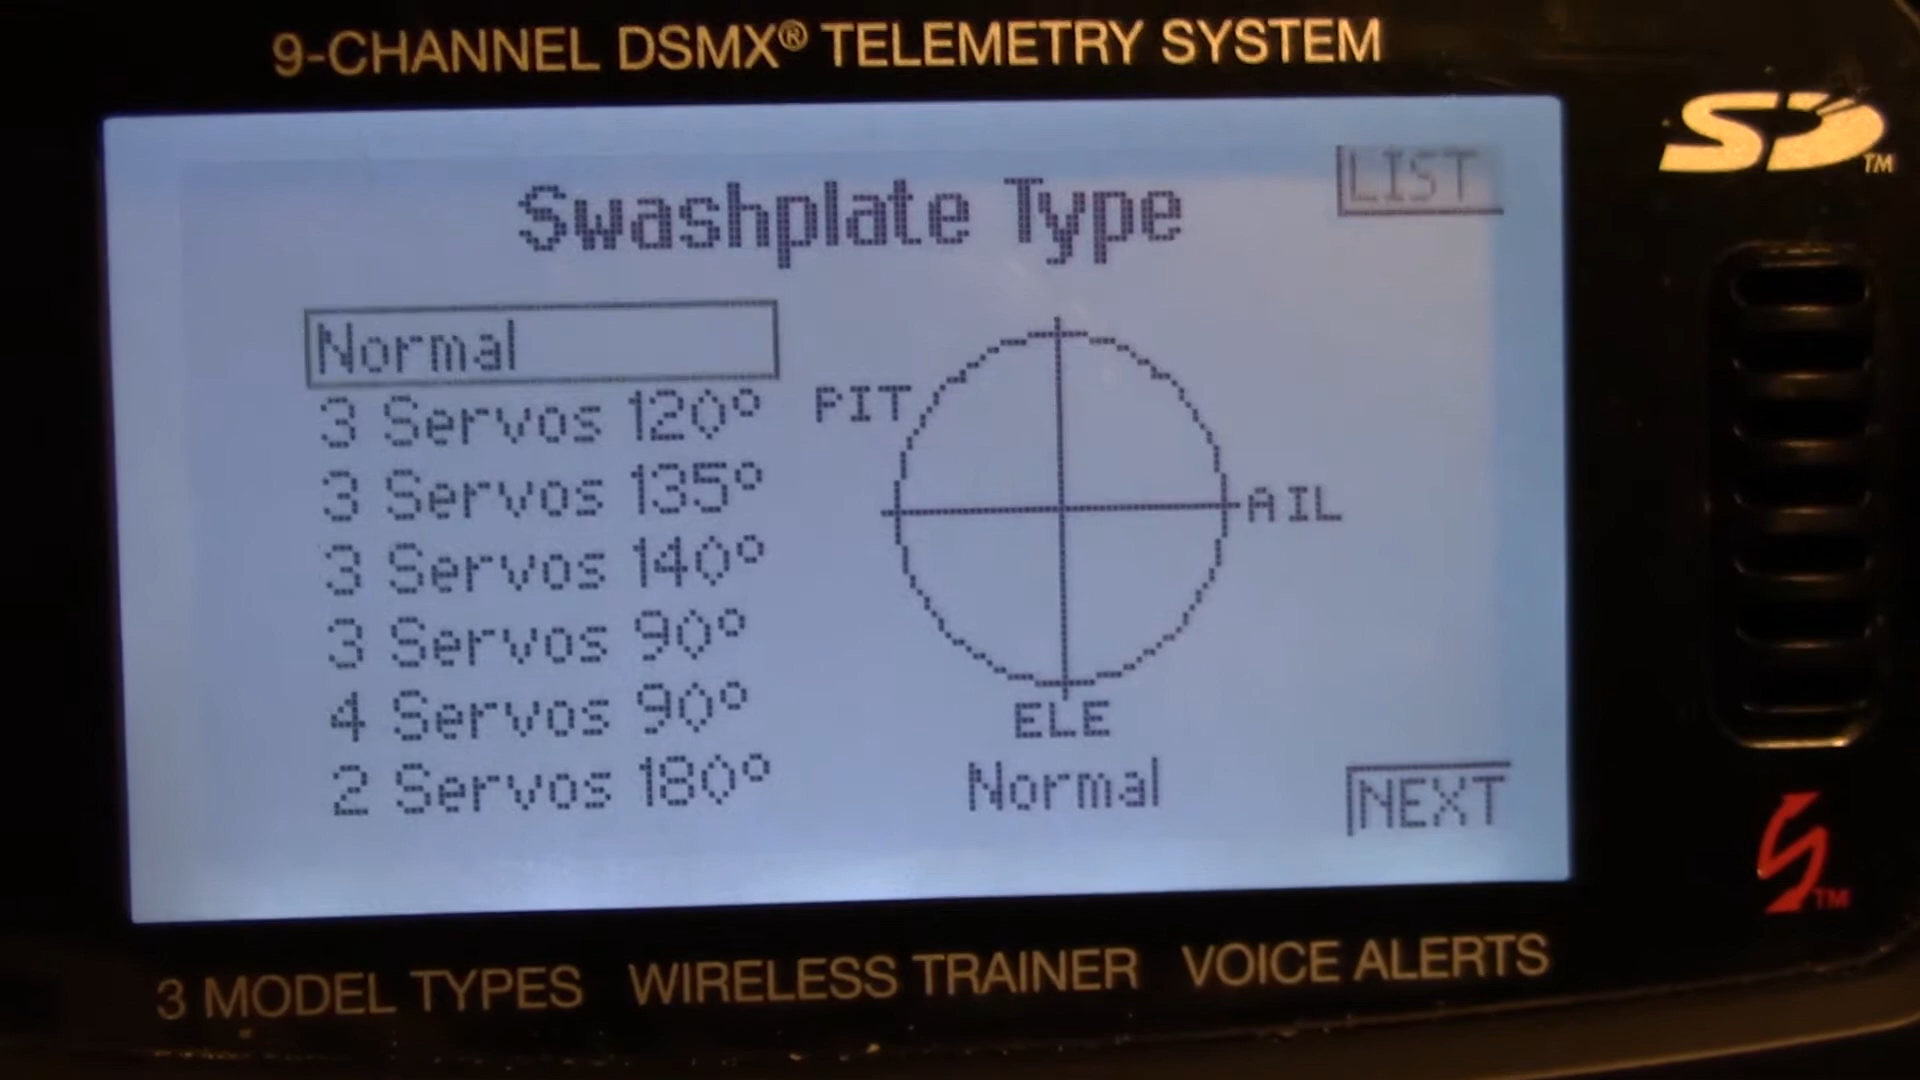 9-CHANNEL DSMX® TELEMETRY SYSTEM
SD™
LIST
Swashplate Type
Normal
3 Servos 120°
3 Servos 135°
3 Servos 140°
3 Servos 90°
4 Servos 90°
2 Servos 180°
PIT
AIL
ELE
Normal
NEXT
TM
3 MODEL TYPES WIRELESS TRAINER VOICE ALERTS